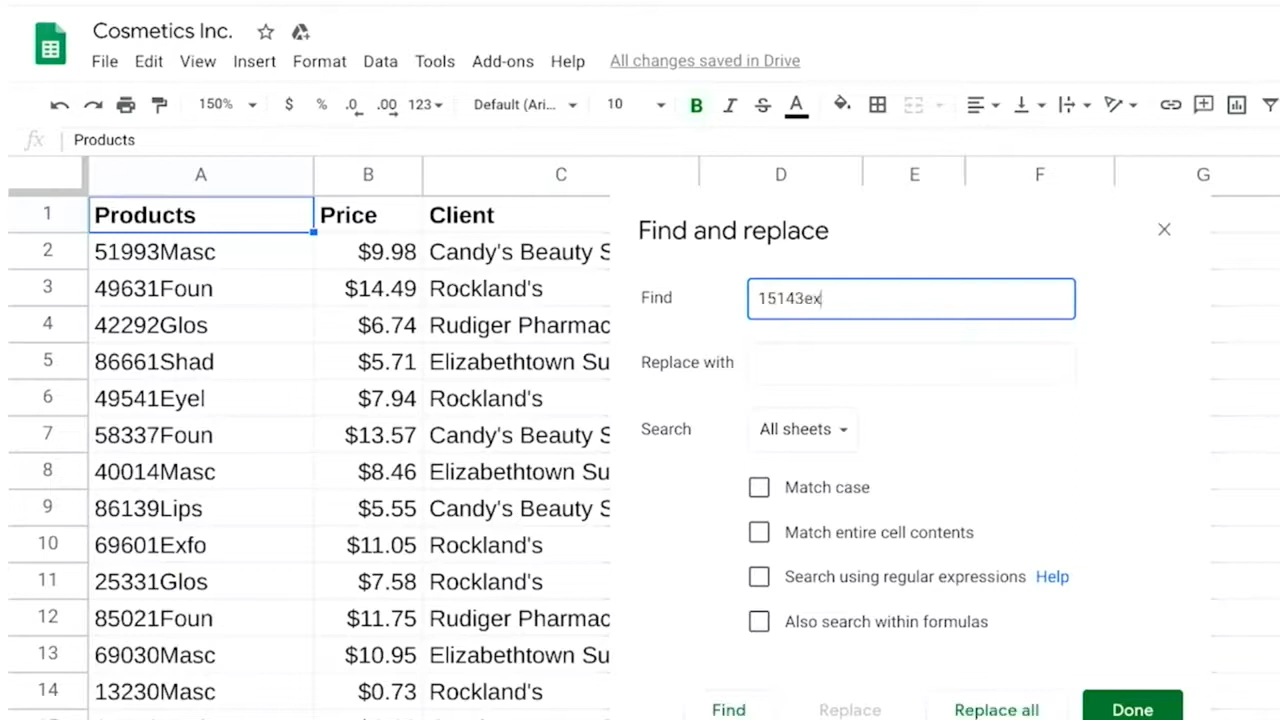 Cosmetics Inc.
File Edit View Insert Format Data Tools Add-ons Help All changes saved in Drive
150% $ % .0 .00 123 Default (Ari... 10 B I S A
fx Products
A B C D E F G
1 Products Price Client
2 51993Masc $9.98 Candy's Beauty S
3 49631Foun $14.49 Rockland's
4 42292Glos $6.74 Rudiger Pharmac
5 86661Shad $5.71 Elizabethtown Su
6 49541Eyel $7.94 Rockland's
7 58337Foun $13.57 Candy's Beauty S
8 40014Masc $8.46 Elizabethtown Su
9 86139Lips $5.55 Candy's Beauty S
10 69601Exfo $11.05 Rockland's
11 25331Glos $7.58 Rockland's
12 85021Foun $11.75 Rudiger Pharmac
13 69030Masc $10.95 Elizabethtown Su
14 13230Masc $0.73 Rockland's
Find and replace
Find 15143ex
Replace with
Search All sheets
Match case
Match entire cell contents
Search using regular expressions Help
Also search within formulas
Find Replace Replace all Done